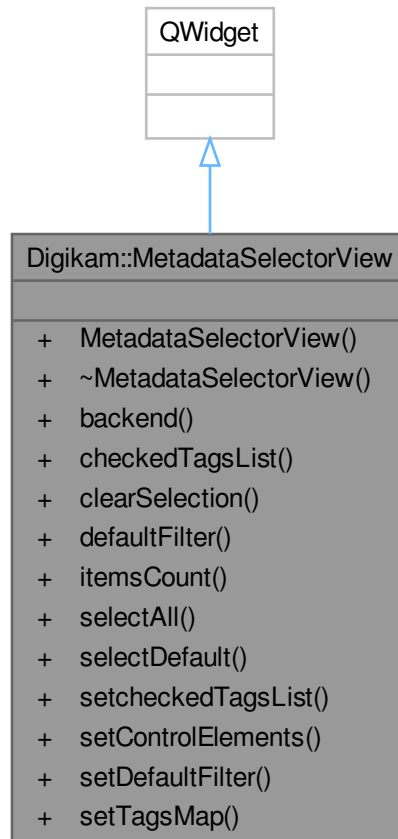 QWidget
Digikam::MetadataSelectorView
+ MetadataSelectorView()
+ ~MetadataSelectorView()
+ backend()
+ checkedTagsList()
+ clearSelection()
+ defaultFilter()
+ itemsCount()
+ selectAll()
+ selectDefault()
+ setcheckedTagsList()
+ setControlElements()
+ setDefaultFilter()
+ setTagsMap()